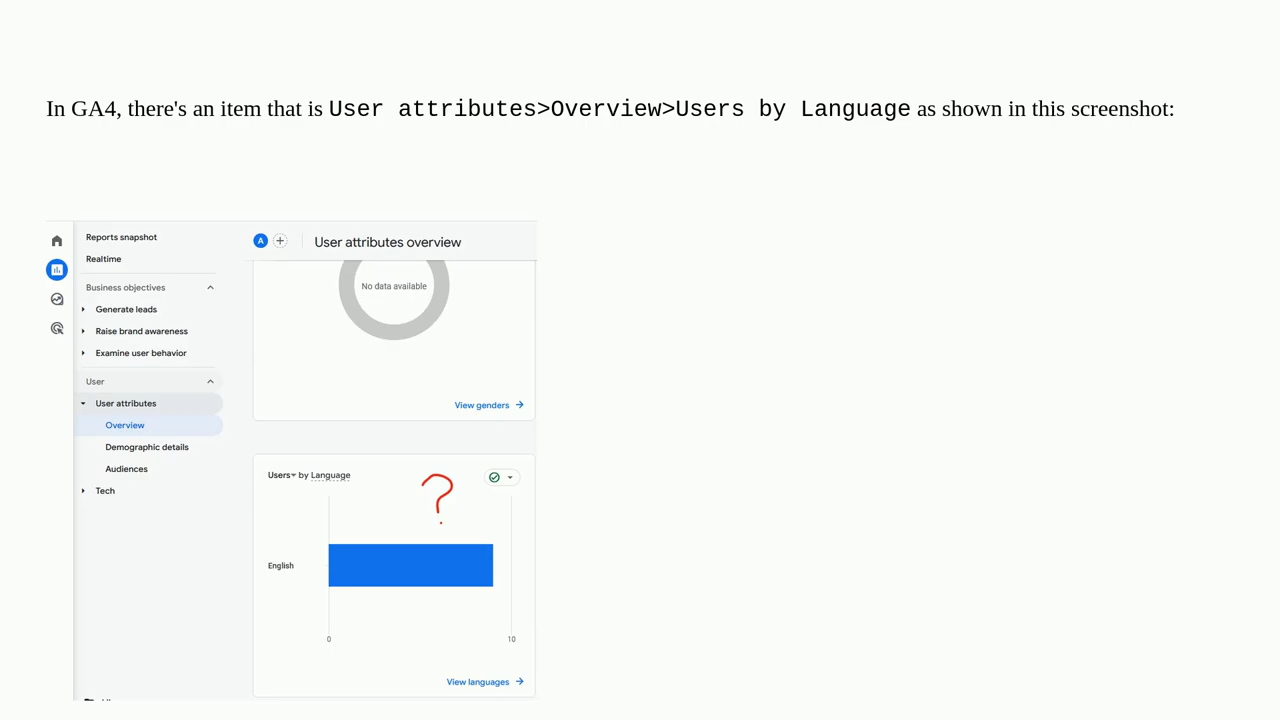 In GA4, there's an item that is User attributes>Overview>Users by Language as shown in this screenshot:
Reports snapshot
Realtime
Business objectives
Generate leads
Raise brand awareness
Examine user behavior
User
User attributes
Overview
Demographic details
Audiences
Tech
A
User attributes overview
No data available
View genders
Users by Language
?
English
0 10
View languages